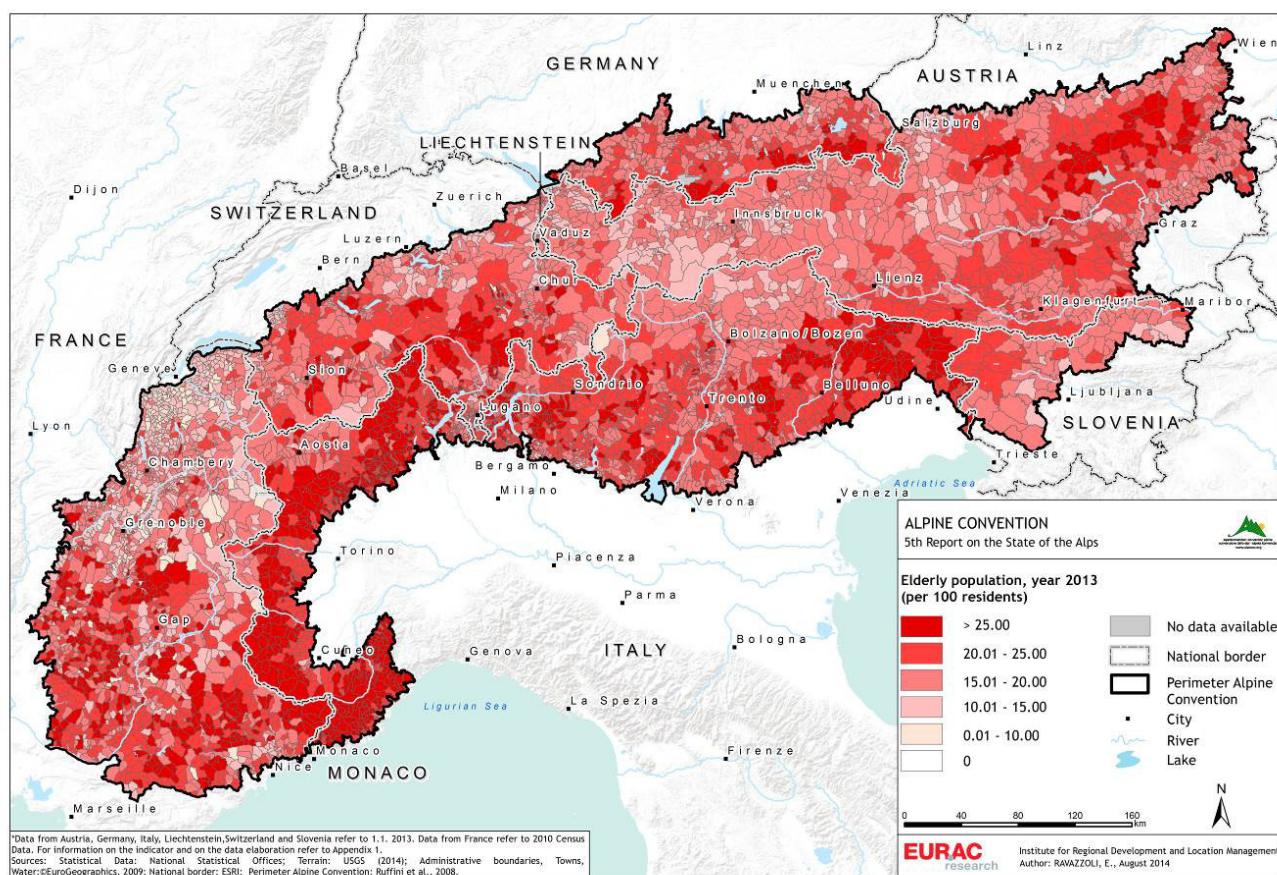 GERMANY
Linz
Wien
Muenchen
AUSTRIA
Salzburg
LIECHTENSTEIN
Basel
Dijon
Zuerich
SWITZERLAND
Innsbruck
Luzern
Vaduz
Graz
Bern
Chur
Lienz
Klagenfurt
Maribor
FRANCE
Bolzano/Bozen
Geneve
Sion
Sondrio
Belluno
Ljubljana
Lugano
Trento
Udine
SLOVENIA
Lyon
Aosta
Chambery
Bergamo
Trieste
Milano
Verona
Venezia
Adriatic Sea
Grenoble
Torino
Piacenza
Parma
Gap
Bologna
Cuneo
Genova
ITALY
Ligurian Sea
La Spezia
Monaco
Firenze
Nice
MONACO
Marseille
ALPINE CONVENTION
5th Report on the State of the Alps
Elderly population, year 2013
(per 100 residents)
> 25.00
20.01 - 25.00
15.01 - 20.00
10.01 - 15.00
0.01 - 10.00
0
No data available
National border
Perimeter Alpine
Convention
City
River
Lake
N
0 40 80 120 160
km
EURAC
research
Institute for Regional Development and Location Management
Author: RAVAZZOLI, E., August 2014
*Data from Austria, Germany, Italy, Liechtenstein,Switzerland and Slovenia refer to 1.1. 2013. Data from France refer to 2010 Census
Data. For information on the indicator and on the data elaboration refer to Appendix 1.
Sources: Statistical Data: National Statistical Offices; Terrain: USGS (2014); Administrative boundaries, Towns,
Water:©EuroGeographics, 2009; National border: ESRI; Perimeter Alpine Convention: Ruffini et al., 2008.